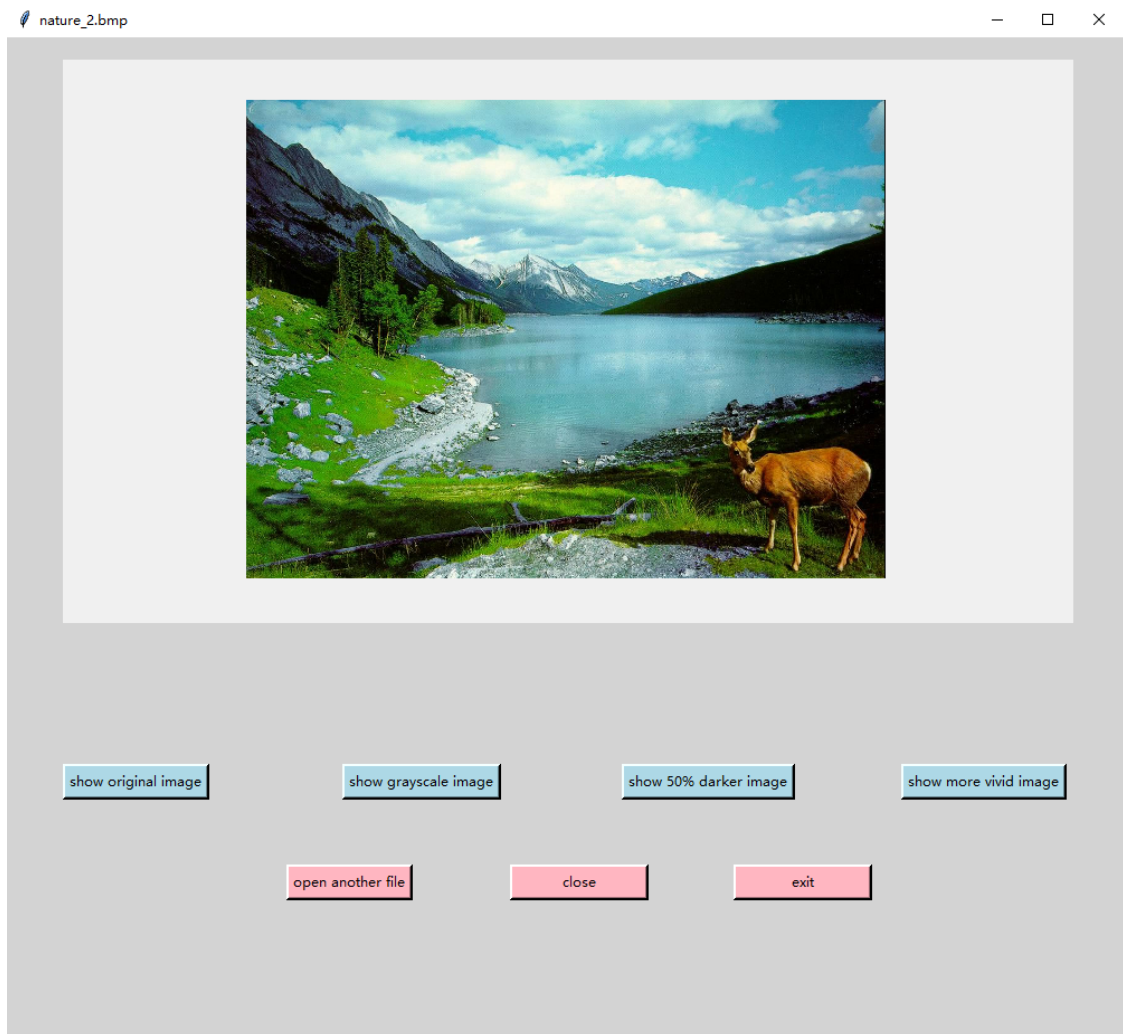 nature_2.bmp
show original image
show grayscale image
show 50% darker image
show more vivid image
open another file
close
exit